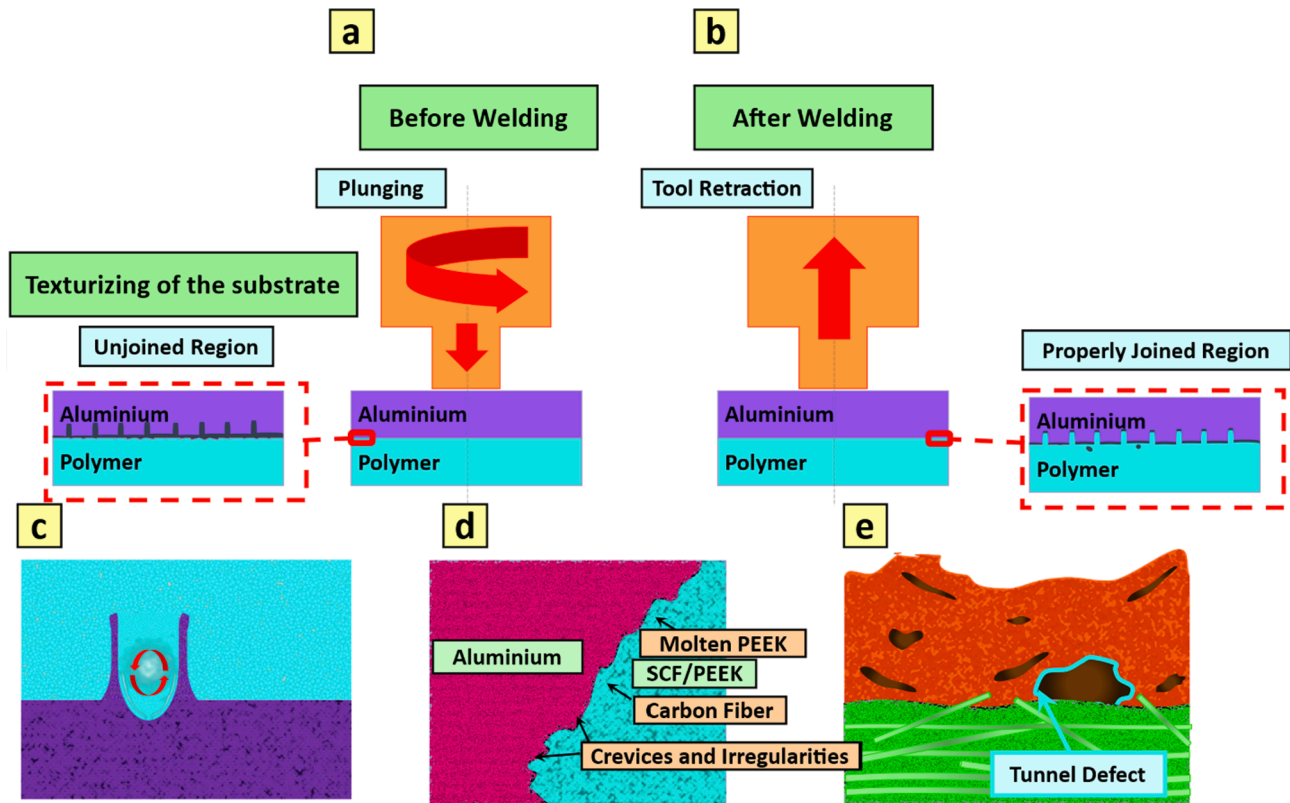 a
b
Before Welding
After Welding
Plunging
Tool Retraction
Texturizing of the substrate
Unjoined Region
Properly Joined Region
Aluminium
Polymer
Aluminium
Polymer
Aluminium
Polymer
Aluminium
Polymer
c
d
e
Molten PEEK
Aluminium
SCF/PEEK
Carbon Fiber
Crevices and Irregularities
Tunnel Defect